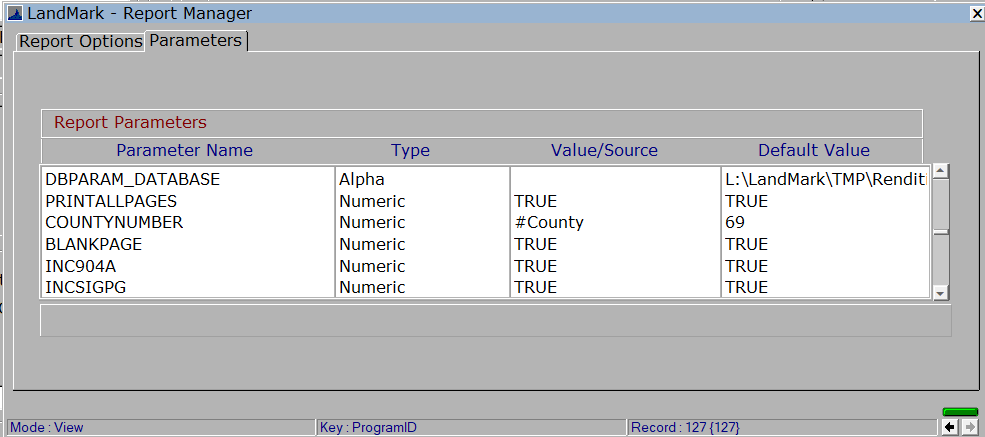 LandMark - Report Manager
Report Options Parameters
Report Parameters
Parameter Name Type Value/Source Default Value
DBPARAM_DATABASE Alpha L:\LandMark\TMP\Rendit
PRINTALLPAGES Numeric TRUE TRUE
COUNTYNUMBER Numeric #County 69
BLANKPAGE Numeric TRUE TRUE
INC904A Numeric TRUE TRUE
INCSIGPG Numeric TRUE TRUE
Mode : View Key : ProgramID Record : 127 {127}